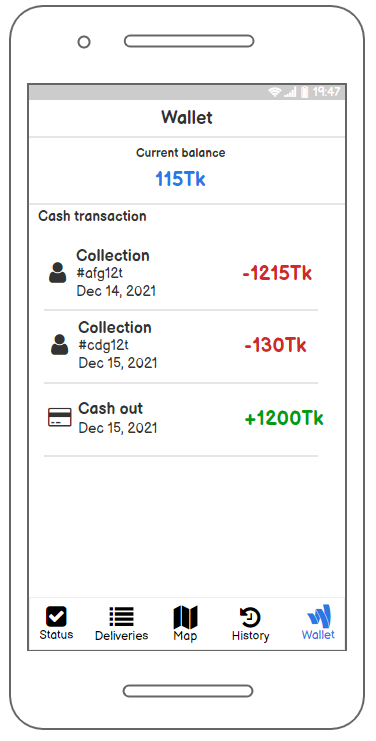 19:47
Wallet
Current balance
115Tk
Cash transaction
Collection
#afg12t
Dec 14, 2021
-1215Tk
Collection
#cdg12t
Dec 15, 2021
-130Tk
Cash out
Dec 15, 2021
+1200Tk
Status Deliveries Map History Wallet